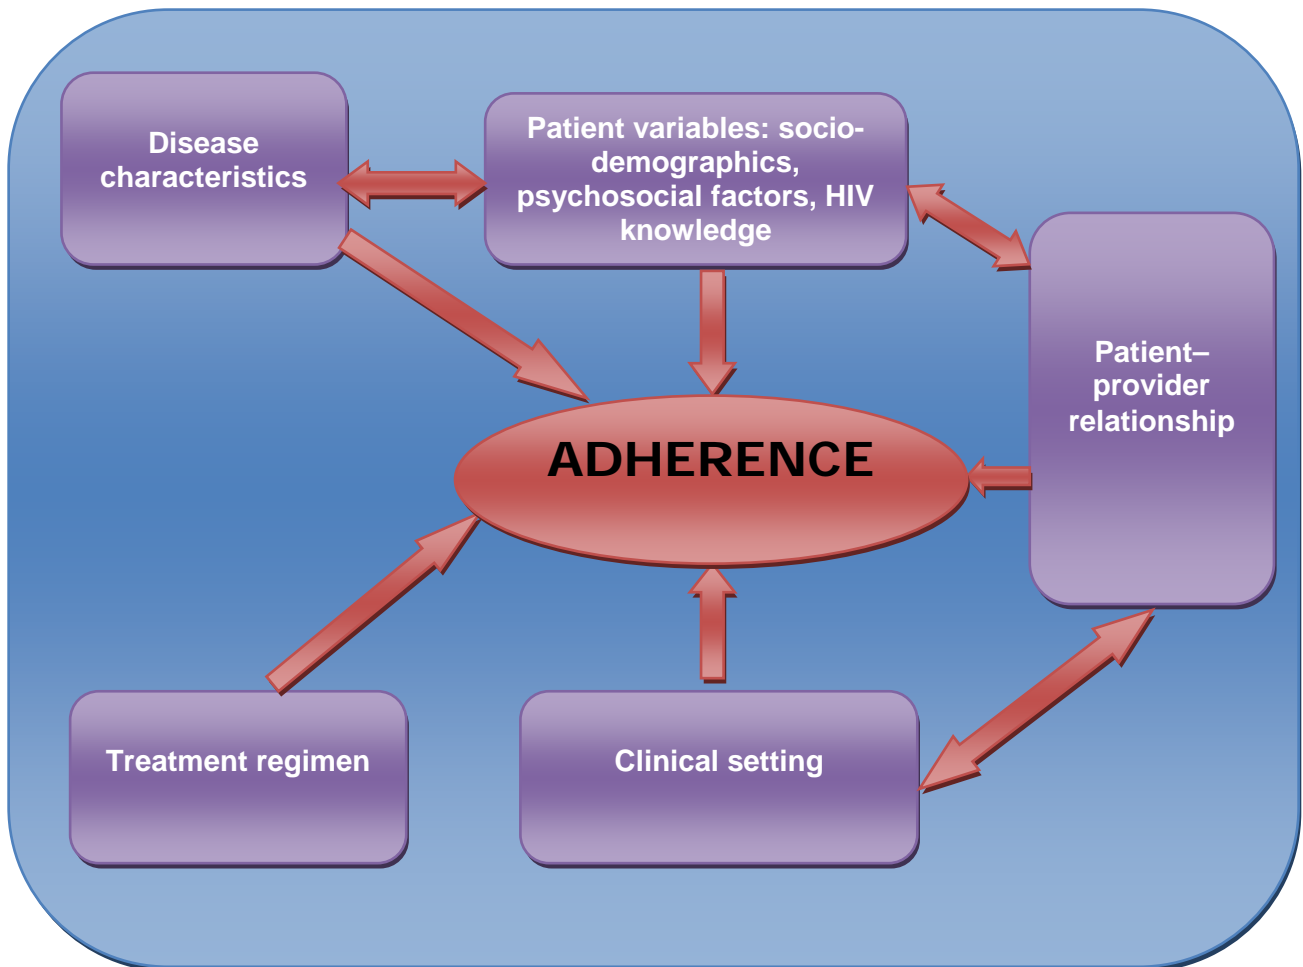 Disease
characteristics
Patient variables: socio-
demographics,
psychosocial factors, HIV
knowledge
Patient–
provider
relationship
ADHERENCE
Treatment regimen
Clinical setting